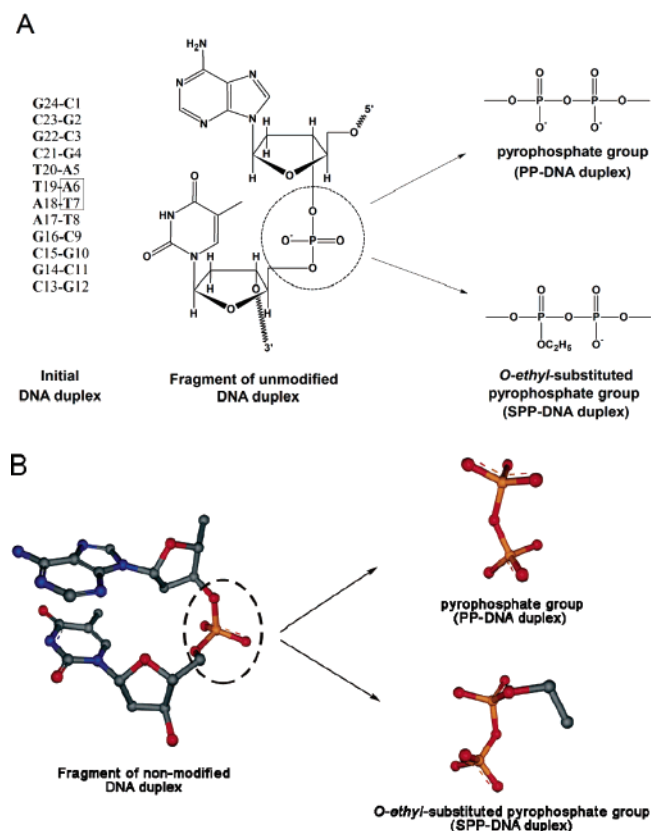 A
G24-C1
C23-G2
G22-C3
C21-G4
T20-A5
T19-A6
A18-T7
A17-T8
G16-C9
C15-G10
G14-C11
C13-G12
Initial
DNA duplex
NH₂
N
N
N
N
O
5'
H
H
H
H
O
O
HN
O
N
O⁻
P
O
O
H
H
O
H
H
O
3'
Fragment of unmodified
DNA duplex
O
O
O
P
O
P
O
O⁻
O⁻
pyrophosphate group
(PP-DNA duplex)
O
O
O
P
O
P
O
OC₂H₅
O⁻
O-ethyl-substituted
pyrophosphate group
(SPP-DNA duplex)
B
Fragment of non-modified
DNA duplex
pyrophosphate group
(PP-DNA duplex)
O-ethyl-substituted pyrophosphate group
(SPP-DNA duplex)